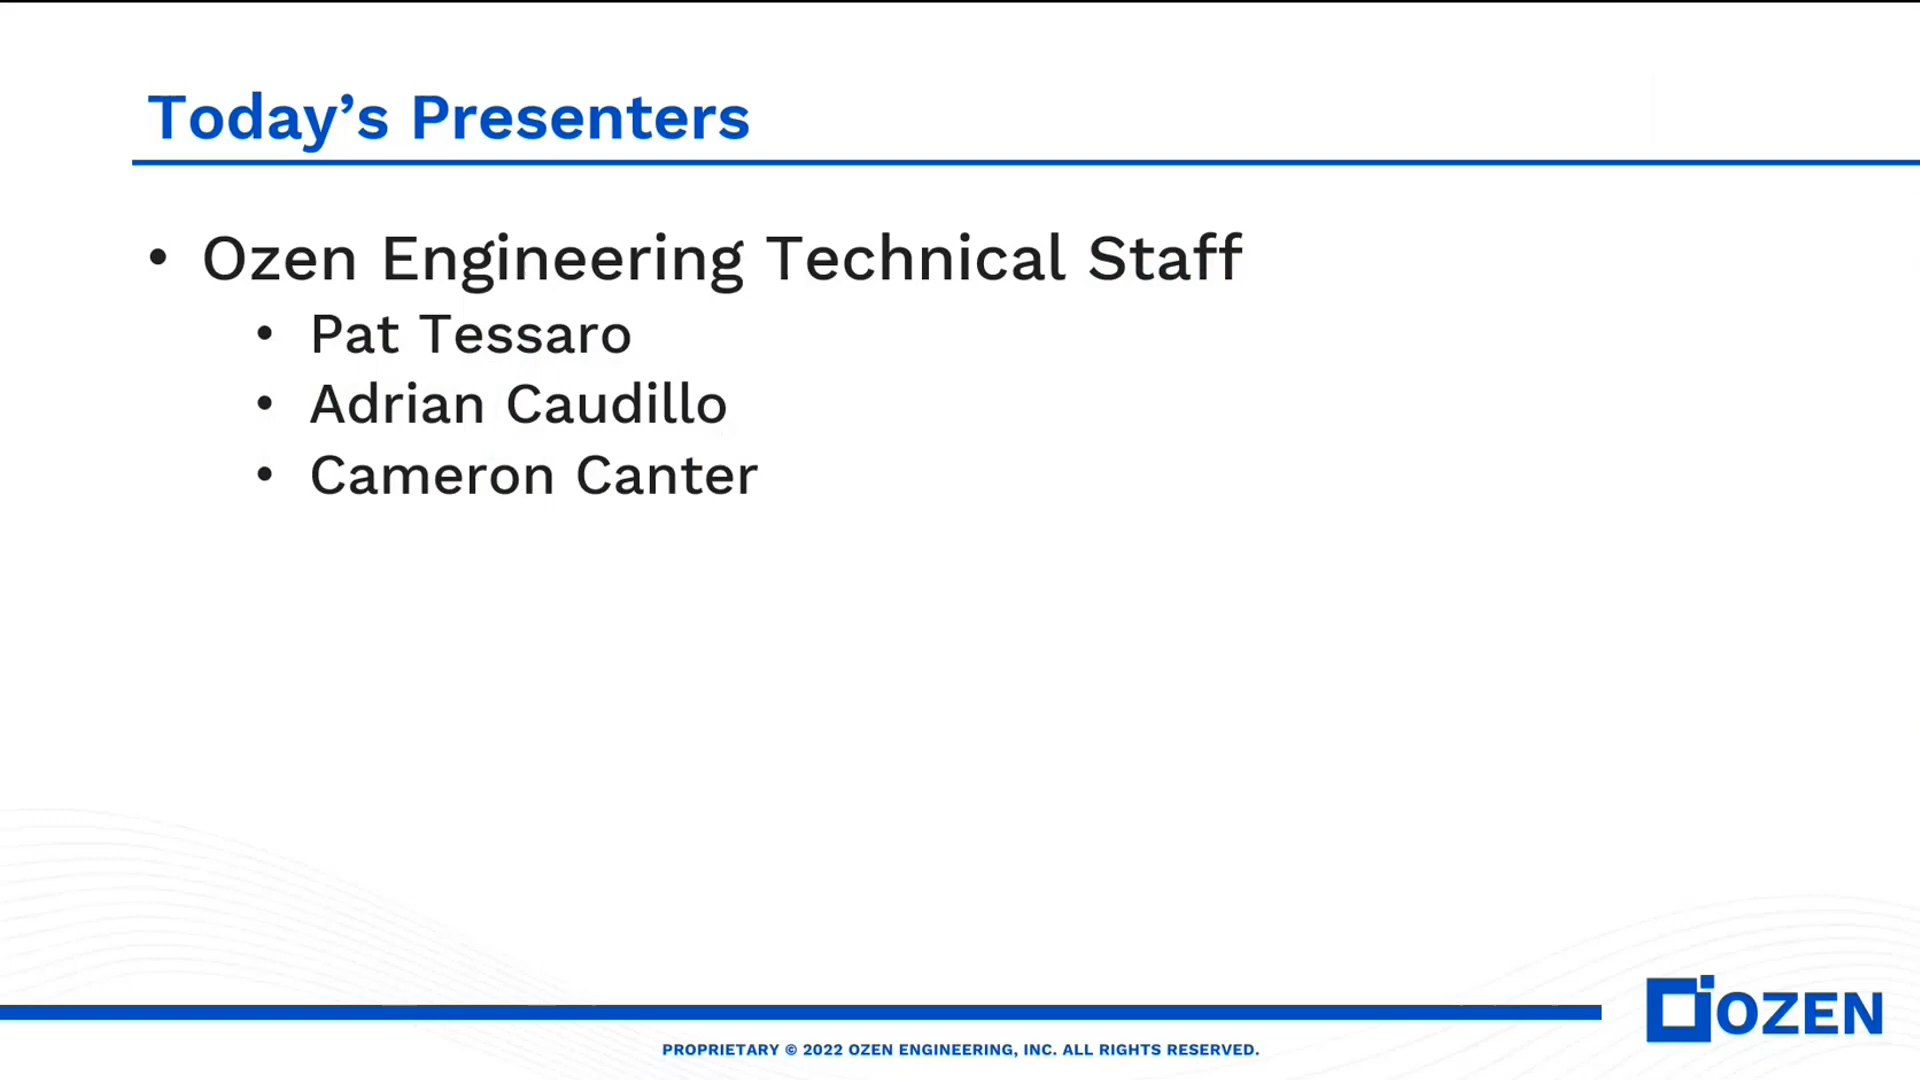 Today’s Presenters
• Ozen Engineering Technical Staff
• Pat Tessaro
• Adrian Caudillo
• Cameron Canter
OZEN
PROPRIETARY © 2022 OZEN ENGINEERING, INC. ALL RIGHTS RESERVED.